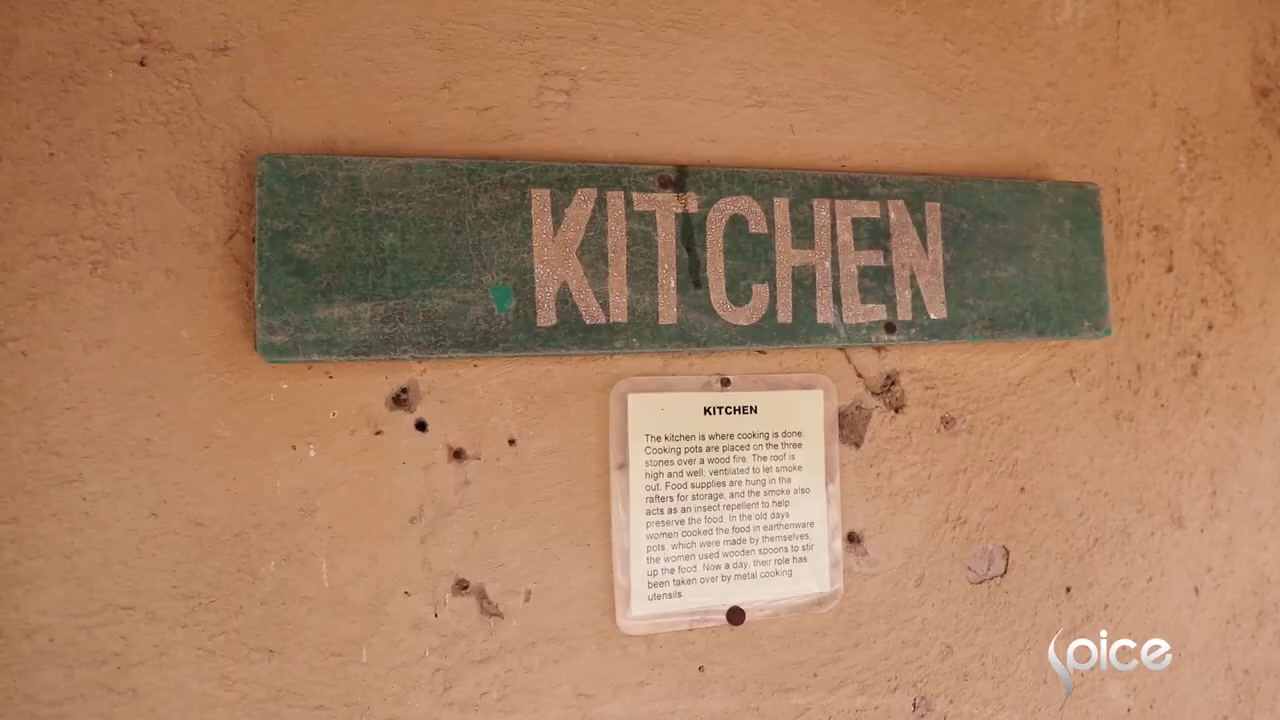 KITCHEN
KITCHEN
The kitchen is where cooking is done.
Cooking pots are placed on the three
stones over a wood fire. The roof is
high and well; ventilated to let smoke
out. Food supplies are hung in the
rafters for storage, and the smoke also
acts as an insect repellent to help
preserve the food. In the old days
women cooked the food in earthenware
pots, which were made by themselves,
the women used wooden spoons to stir
up the food. Now a day, their role has
been taken over by metal cooking
utensils.
Spice